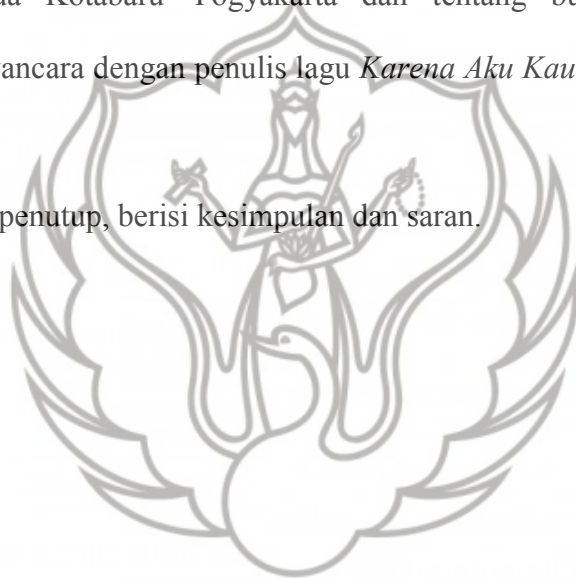 Kotabaru Yogyakarta dan tentang
dengan penulis lagu Karena Aku Kau
penutup, berisi kesimpulan dan saran.